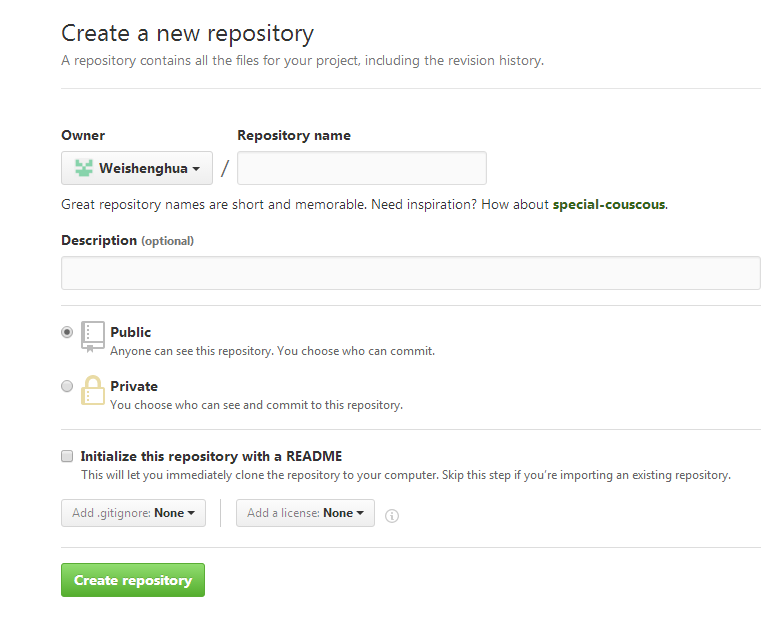 Create a new repository
A repository contains all the files for your project, including the revision history.
Owner Repository name
Weishenghua /
Great repository names are short and memorable. Need inspiration? How about special-couscous.
Description (optional)
Public
Anyone can see this repository. You choose who can commit.
Private
You choose who can see and commit to this repository.
Initialize this repository with a README
This will let you immediately clone the repository to your computer. Skip this step if you're importing an existing repository.
Add .gitignore: None Add a license: None
Create repository